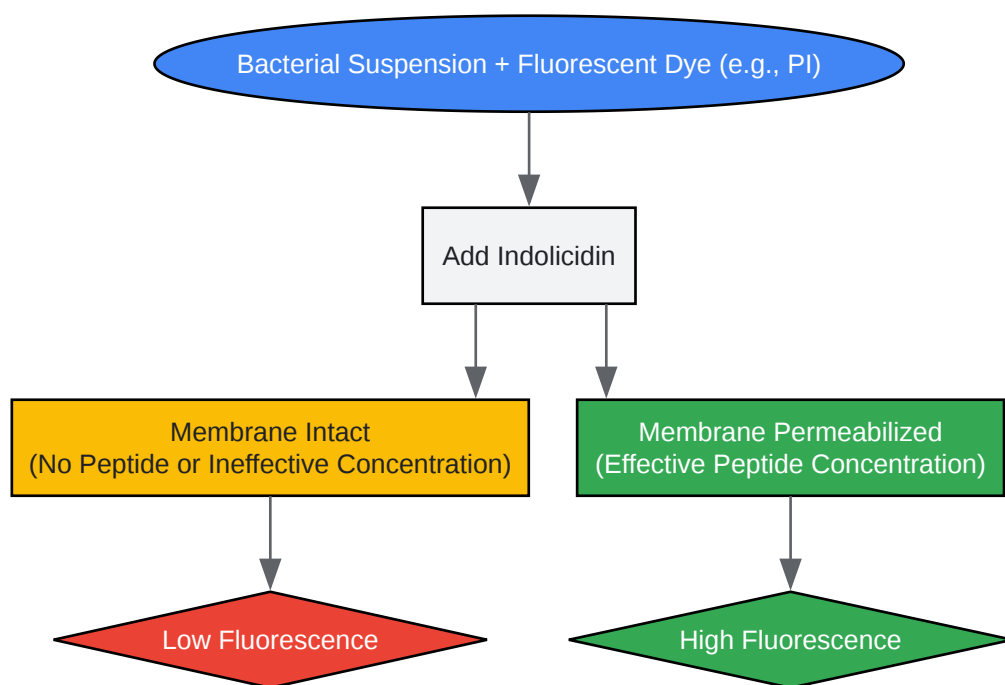 Bacterial Suspension + Fluorescent Dye (e.g., PI)
Add Indolicidin
Membrane Intact
(No Peptide or Ineffective Concentration)
Membrane Permeabilized
(Effective Peptide Concentration)
Low Fluorescence
High Fluorescence